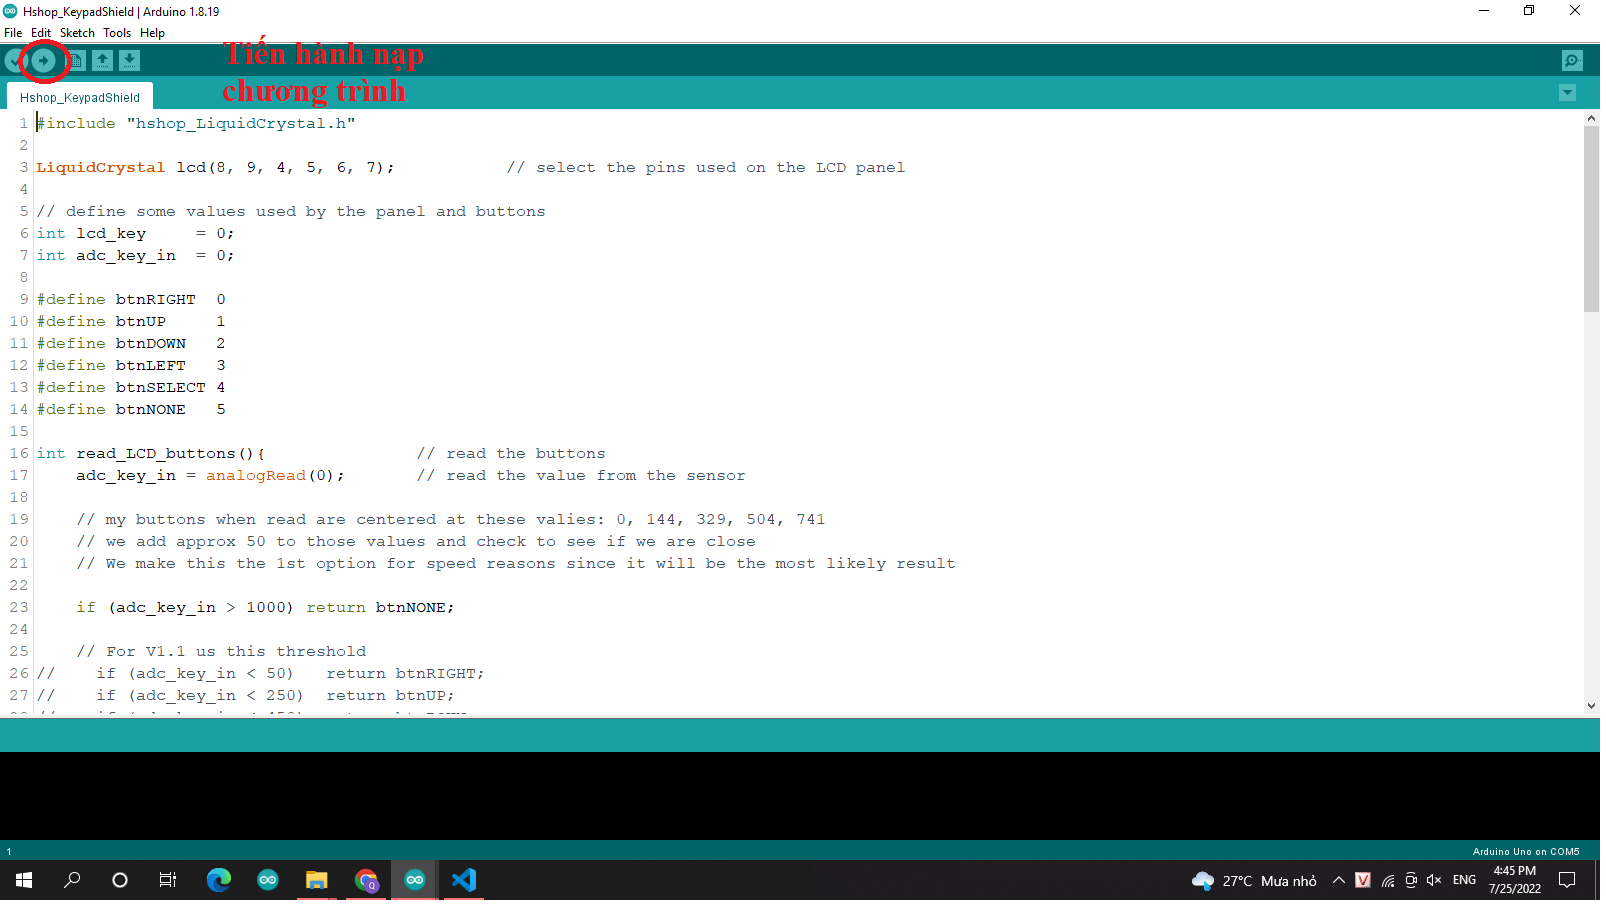 Hshop_KeypadShield | Arduino 1.8.19
File Edit Sketch Tools Help
Tiến hành nạp
chương trình
Hshop_KeypadShield
1 #include "hshop_LiquidCrystal.h"
2
3 LiquidCrystal lcd(8, 9, 4, 5, 6, 7); // select the pins used on the LCD panel
4
5 // define some values used by the panel and buttons
6 int lcd_key = 0;
7 int adc_key_in = 0;
8
9 #define btnRIGHT 0
10 #define btnUP 1
11 #define btnDOWN 2
12 #define btnLEFT 3
13 #define btnSELECT 4
14 #define btnNONE 5
15
16 int read_LCD_buttons(){ // read the buttons
17 adc_key_in = analogRead(0); // read the value from the sensor
18
19 // my buttons when read are centered at these valies: 0, 144, 329, 504, 741
20 // we add approx 50 to those values and check to see if we are close
21 // We make this the 1st option for speed reasons since it will be the most likely result
22
23 if (adc_key_in > 1000) return btnNONE;
24
25 // For V1.1 us this threshold
26 // if (adc_key_in < 50) return btnRIGHT;
27 // if (adc_key_in < 250) return btnUP;
1
Arduino Uno on COM5
27°C Mưa nhỏ
ENG
4:45 PM
7/25/2022